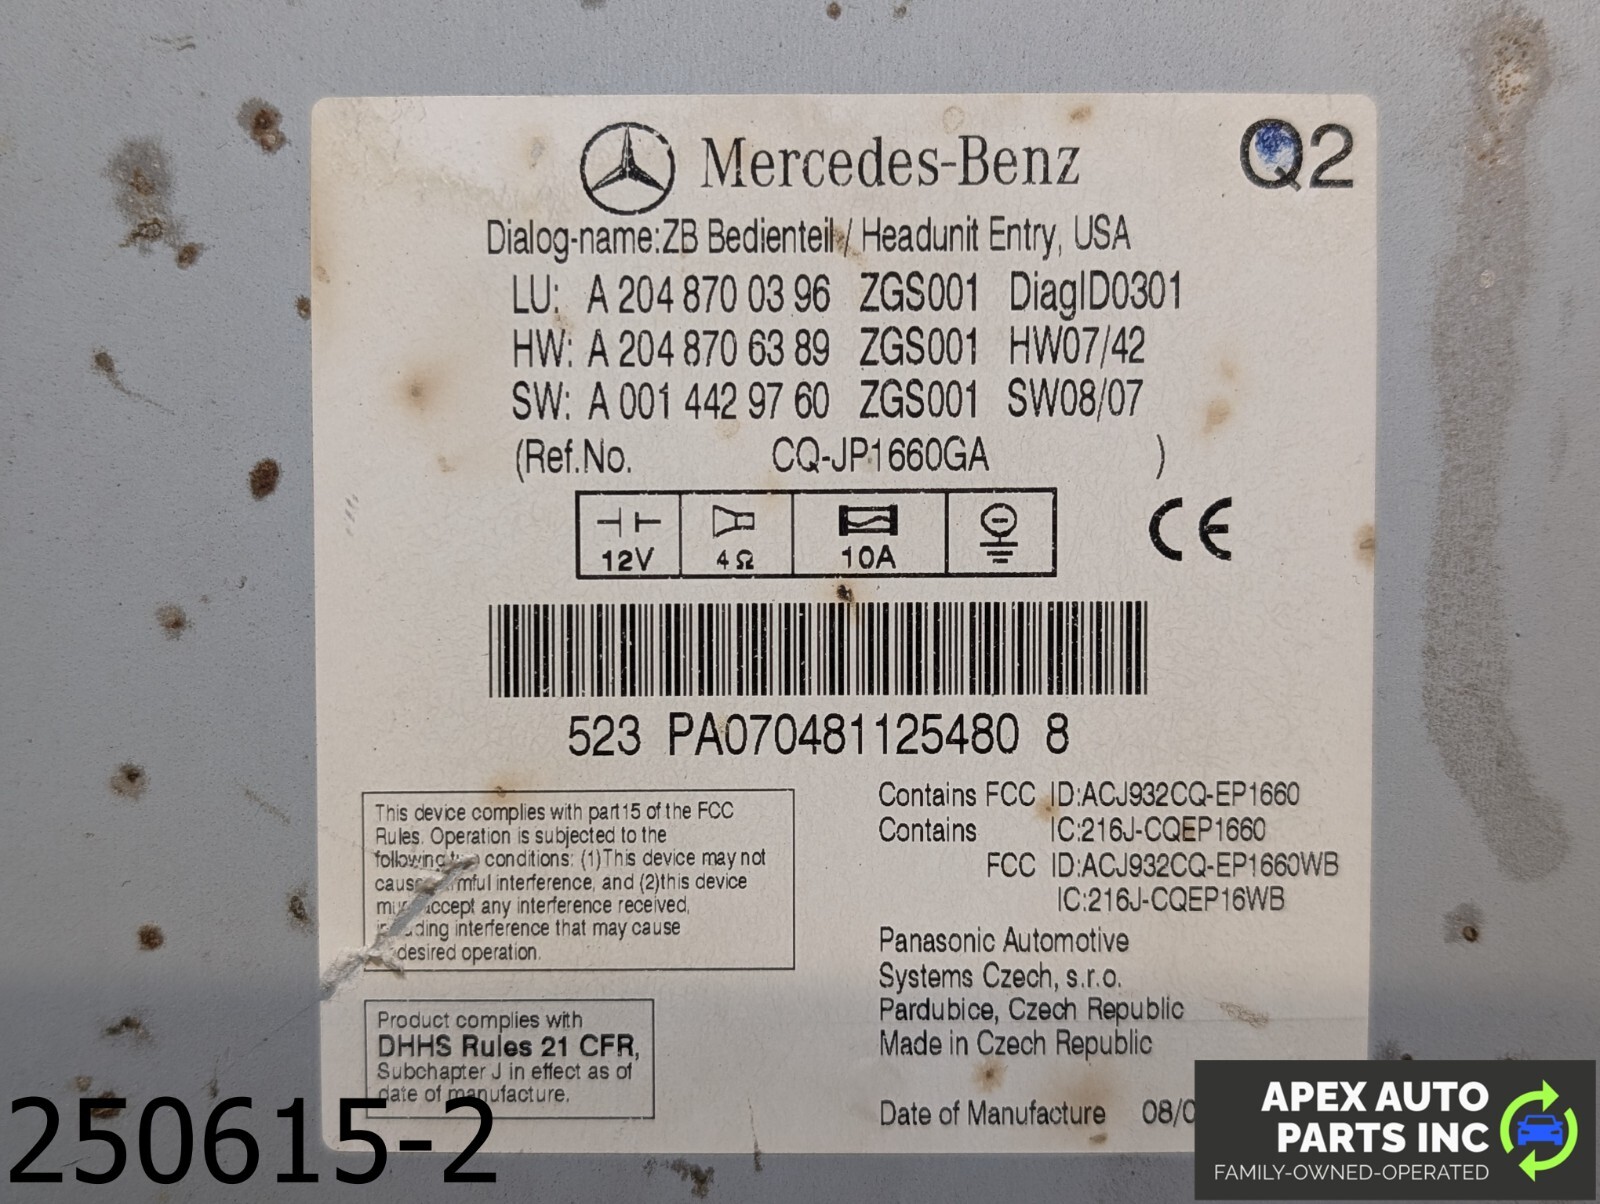 Mercedes-Benz
Q2
Dialog-name:ZB Bedienteil / Headunit Entry, USA
LU: A 204 870 03 96 ZGS001 DiagID0301
HW: A 204 870 63 89 ZGS001 HW07/42
SW: A 001 442 97 60 ZGS001 SW08/07
(Ref.No. CQ-JP1660GA )
12V 4Ω 10A
CE
523 PA070481125480 8
This device complies with part15 of the FCC
Rules. Operation is subjected to the
following conditions: (1)This device may not
interference, and (2)this device
accept any interference received,
interference that may cause
desired operation.
Product complies with
DHHS Rules 21 CFR,
Subchapter J in effect as of
date of manufacture.
Contains FCC ID:ACJ932CQ-EP1660
Contains IC:216J-CQEP1660
FCC ID:ACJ932CQ-EP1660WB
IC:216J-CQEP16WB
Panasonic Automotive
Systems Czech, s.r.o.
Pardubice, Czech Republic
Made in Czech Republic
Date of Manufacture 08/0
250615-2
APEX AUTO
PARTS INC
FAMILY-OWNED-OPERATED